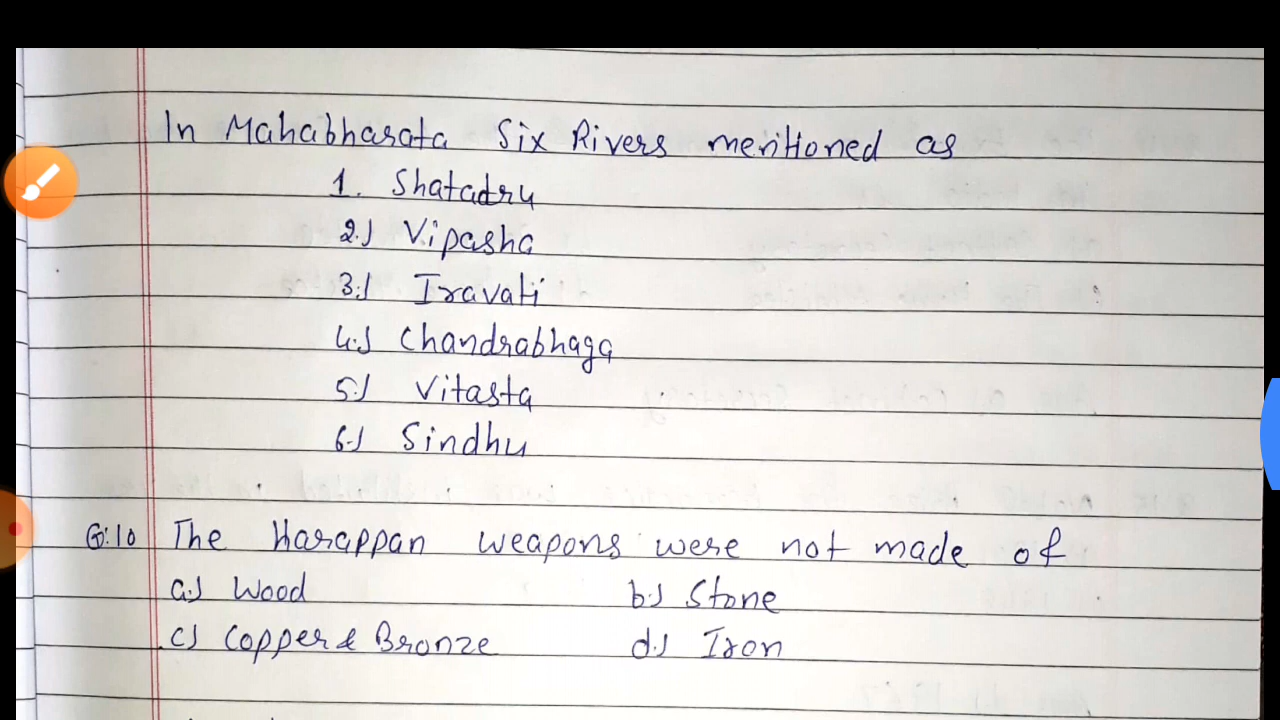 In Mahabharata Six Rivers mentioned as
1. Shatadru
2.) Vipasha
3.) Iravati
4.) Chandrabhaga
5.) Vitasta
6.) Sindhu
Q.10 The Harappan weapons were not made of
a.) Wood b.) Stone
c.) Copper & Bronze d.) Iron